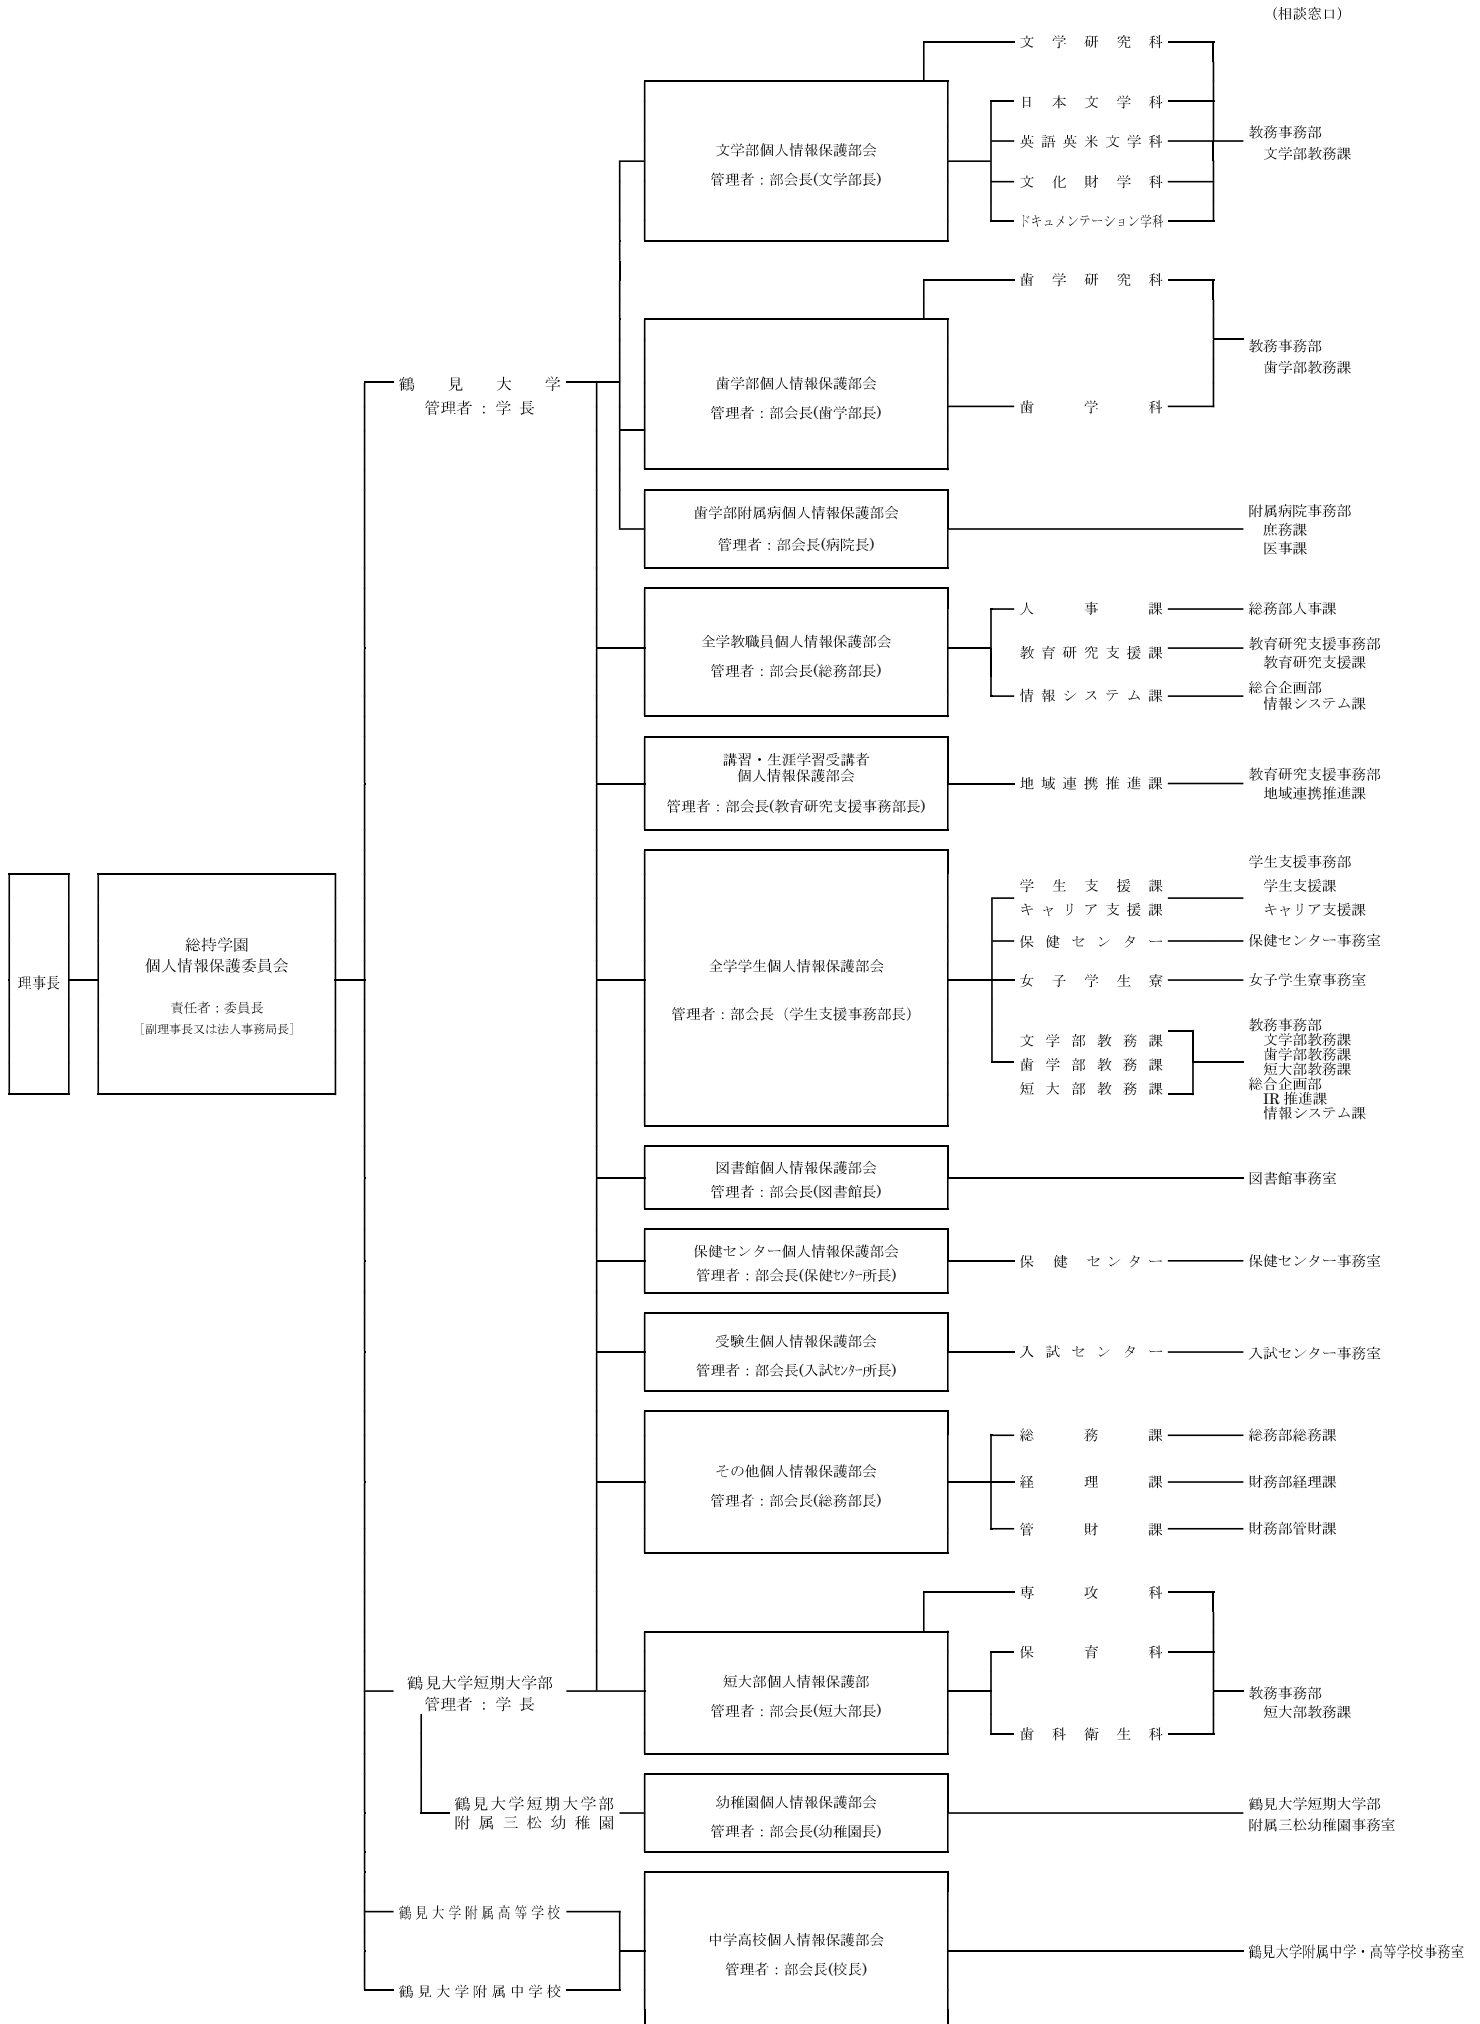 （相談窓口）
文学研究科
日本文学科
英語英米文学科
文化財学科
ドキュメンテーション学科
文学部個人情報保護部会
管理者：部会長(文学部長)
教務事務部
文学部教務課
歯学研究科
歯学科
歯学部個人情報保護部会
管理者：部会長(歯学部長)
教務事務部
歯学部教務課
鶴見大学
管理者：学長
歯学部附属病個人情報保護部会
管理者：部会長(病院長)
附属病院事務部
庶務課
医事課
全学教職員個人情報保護部会
管理者：部会長(総務部長)
人事課
総務部人事課
教育研究支援課
教育研究支援事務部
教育研究支援課
情報システム課
総合企画部
情報システム課
講習・生涯学習受講者
個人情報保護部会
管理者：部会長(教育研究支援事務部長)
地域連携推進課
教育研究支援事務部
地域連携推進課
理事長
総持学園
個人情報保護委員会
責任者：委員長
［副理事長又は法人事務局長］
全学学生個人情報保護部会
管理者：部会長（学生支援事務部長）
学生支援課
キャリア支援課
学生支援事務部
学生支援課
キャリア支援課
保健センター
保健センター事務室
女子学生寮
女子学生寮事務室
文学部教務課
歯学部教務課
短大部教務課
教務事務部
文学部教務課
歯学部教務課
短大部教務課
総合企画部
IR推進課
情報システム課
図書館個人情報保護部会
管理者：部会長(図書館長)
図書館事務室
保健センター個人情報保護部会
管理者：部会長(保健ｾﾝﾀｰ所長)
保健センター
保健センター事務室
受験生個人情報保護部会
管理者：部会長(入試ｾﾝﾀｰ所長)
入試センター
入試センター事務室
その他個人情報保護部会
管理者：部会長(総務部長)
総務課
総務部総務課
経理課
財務部経理課
管財課
財務部管財課
鶴見大学短期大学部
管理者：学長
短大部個人情報保護部
管理者：部会長(短大部長)
専攻科
保育科
歯科衛生科
教務事務部
短大部教務課
鶴見大学短期大学部
附属三松幼稚園
幼稚園個人情報保護部会
管理者：部会長(幼稚園長)
鶴見大学短期大学部
附属三松幼稚園事務室
鶴見大学附属高等学校
鶴見大学附属中学校
中学高校個人情報保護部会
管理者：部会長(校長)
鶴見大学附属中学・高等学校事務室